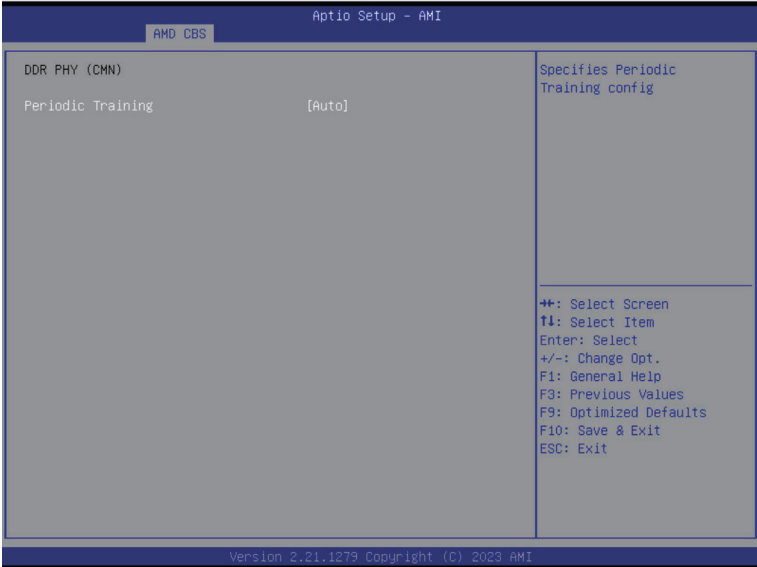 Aptio Setup – AMI
AMD CBS
DDR PHY (CMN)
Periodic Training [Auto]
Specifies Periodic
Training config
→←: Select Screen
↑↓: Select Item
Enter: Select
+/-: Change Opt.
F1: General Help
F3: Previous Values
F9: Optimized Defaults
F10: Save & Exit
ESC: Exit
Version 2.21.1279 Copyright (C) 2023 AMI